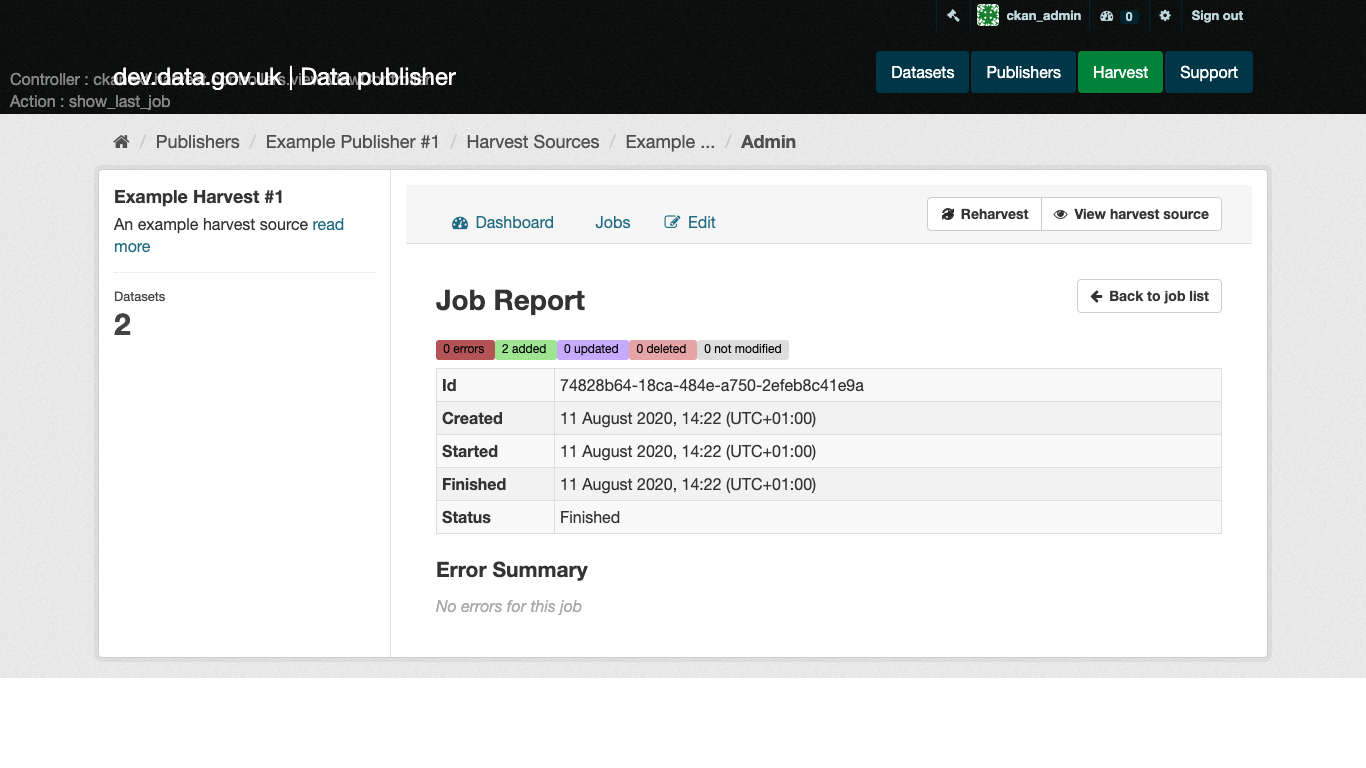 ckan_admin 0 Sign out
dev.data.gov.uk | Data publisher
Controller :
Action : show_last_job
Datasets Publishers Harvest Support
/ Publishers / Example Publisher #1 / Harvest Sources / Example ... / Admin
Example Harvest #1
An example harvest source read
more
Datasets
2
Dashboard Jobs Edit
Reharvest View harvest source
Job Report
Back to job list
0 errors 2 added 0 updated 0 deleted 0 not modified
Id 74828b64-18ca-484e-a750-2efeb8c41e9a
Created 11 August 2020, 14:22 (UTC+01:00)
Started 11 August 2020, 14:22 (UTC+01:00)
Finished 11 August 2020, 14:22 (UTC+01:00)
Status Finished
Error Summary
No errors for this job